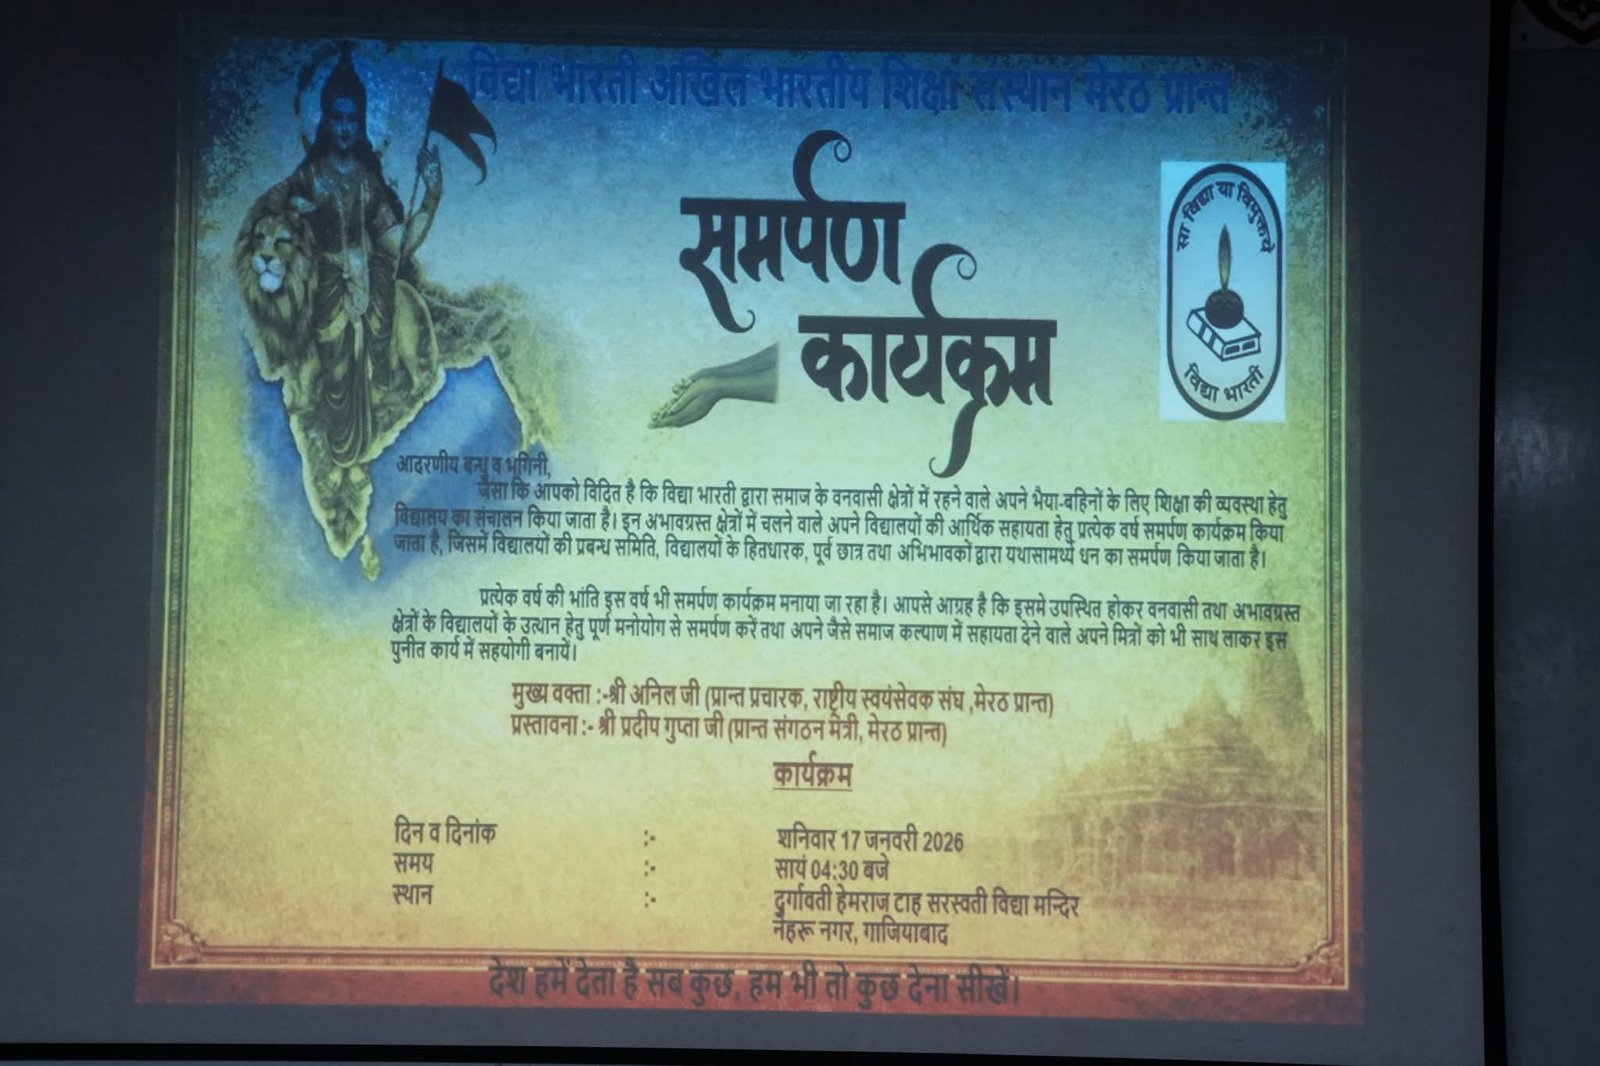 विद्या भारती अखिल भारतीय शिक्षा संस्थान मेरठ प्रान्त
समर्पण
कार्यक्रम
सा विद्या या विमुक्तये
विद्या भारती
आदरणीय बन्धु व भगिनी,
जैसा कि आपको विदित है कि विद्या भारती द्वारा समाज के वनवासी क्षेत्रों में रहने वाले अपने भैया-बहिनों के लिए शिक्षा की व्यवस्था हेतु
विद्यालय का संचालन किया जाता है। इन अभावग्रस्त क्षेत्रों में चलने वाले अपने विद्यालयों की आर्थिक सहायता हेतु प्रत्येक वर्ष समर्पण कार्यक्रम किया
जाता है, जिसमें विद्यालयों की प्रबन्ध समिति, विद्यालयों के हितधारक, पूर्व छात्र तथा अभिभावकों द्वारा यथासामर्थ्य धन का समर्पण किया जाता है।
प्रत्येक वर्ष की भांति इस वर्ष भी समर्पण कार्यक्रम मनाया जा रहा है। आपसे आग्रह है कि इसमे उपस्थित होकर वनवासी तथा अभावग्रस्त
क्षेत्रों के विद्यालयों के उत्थान हेतु पूर्ण मनोयोग से समर्पण करें तथा अपने जैसे समाज कल्याण में सहायता देने वाले अपने मित्रों को भी साथ लाकर इस
पुनीत कार्य में सहयोगी बनायें।
मुख्य वक्ता :-श्री अनिल जी (प्रान्त प्रचारक, राष्ट्रीय स्वयंसेवक संघ ,मेरठ प्रान्त)
प्रस्तावना :- श्री प्रदीप गुप्ता जी (प्रान्त संगठन मंत्री, मेरठ प्रान्त)
कार्यक्रम
दिन व दिनांक :- शनिवार 17 जनवरी 2026
समय :- सायं 04:30 बजे
स्थान :- दुर्गावती हेमराज टाह सरस्वती विद्या मन्दिर
नेहरू नगर, गाजियाबाद
देश हमें देता है सब कुछ, हम भी तो कुछ देना सीखें।